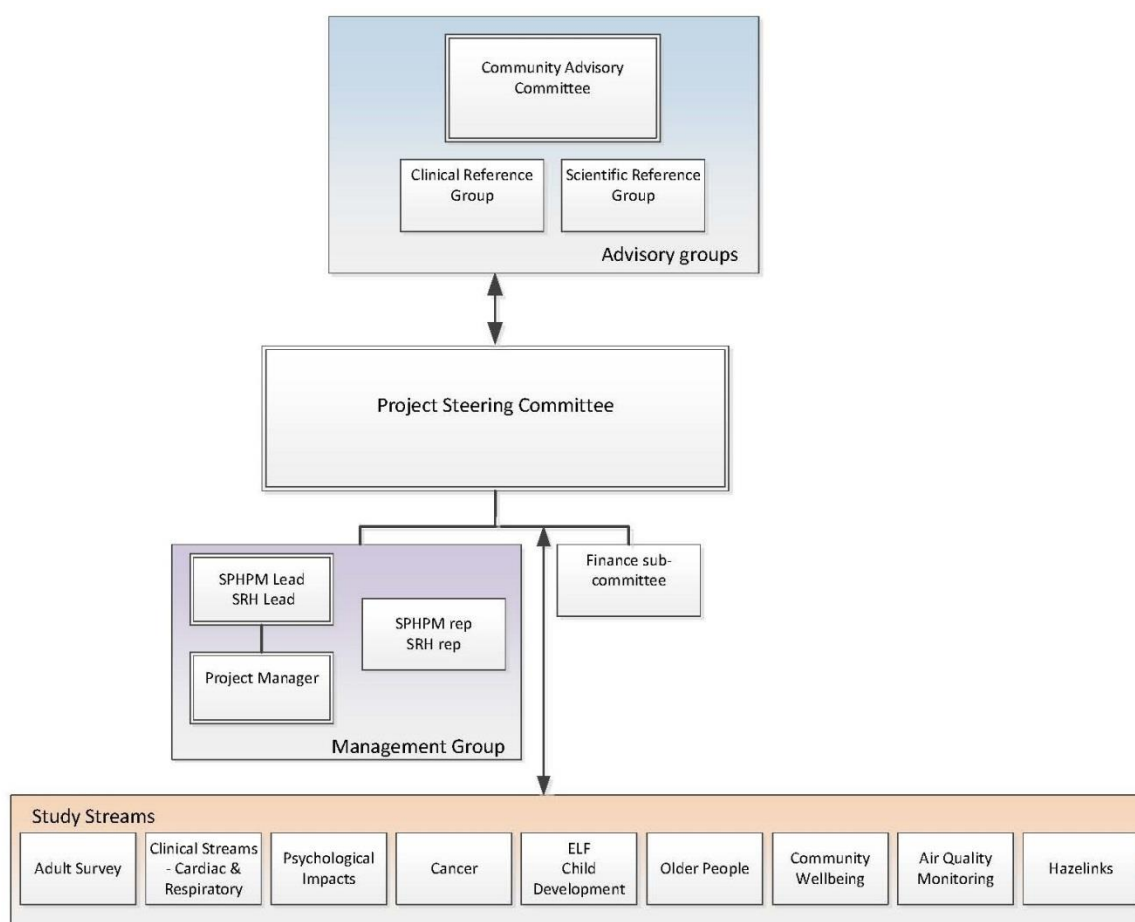 Community Advisory
Committee
Clinical Reference
Group
Scientific Reference
Group
Advisory groups
Project Steering Committee
SPHPM Lead
SRH Lead
SPHPM rep
SRH rep
Project Manager
Management Group
Finance sub-
committee
Study Streams
Adult Survey
Clinical Streams
- Cardiac &
Respiratory
Psychological
Impacts
Cancer
ELF
Child
Development
Older People
Community
Wellbeing
Air Quality
Monitoring
Hazelinks